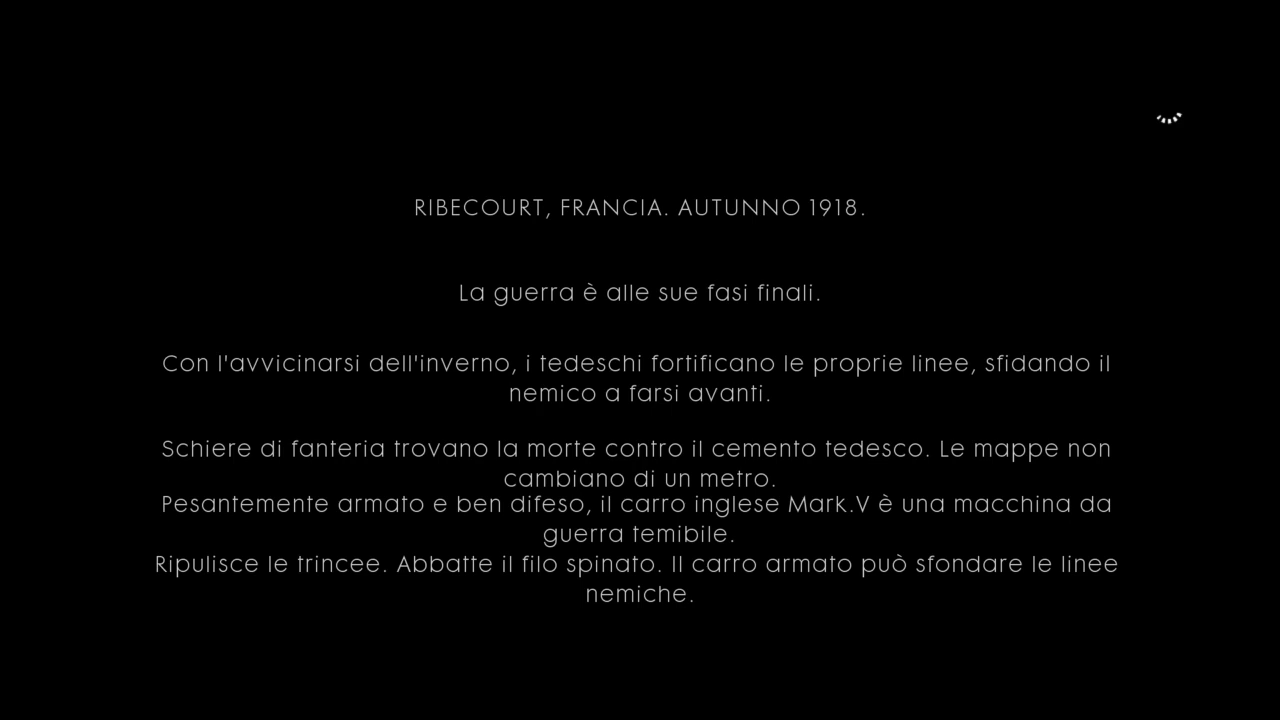 RIBECOURT, FRANCIA. AUTUNNO 1918.
La guerra è alle sue fasi finali.
Con l'avvicinarsi dell'inverno, i tedeschi fortificano le proprie linee, sfidando il
nemico a farsi avanti.
Schiere di fanteria trovano la morte contro il cemento tedesco. Le mappe non
cambiano di un metro.
Pesantemente armato e ben difeso, il carro inglese Mark.V è una macchina da
guerra temibile.
Ripulisce le trincee. Abbatte il filo spinato. Il carro armato può sfondare le linee
nemiche.